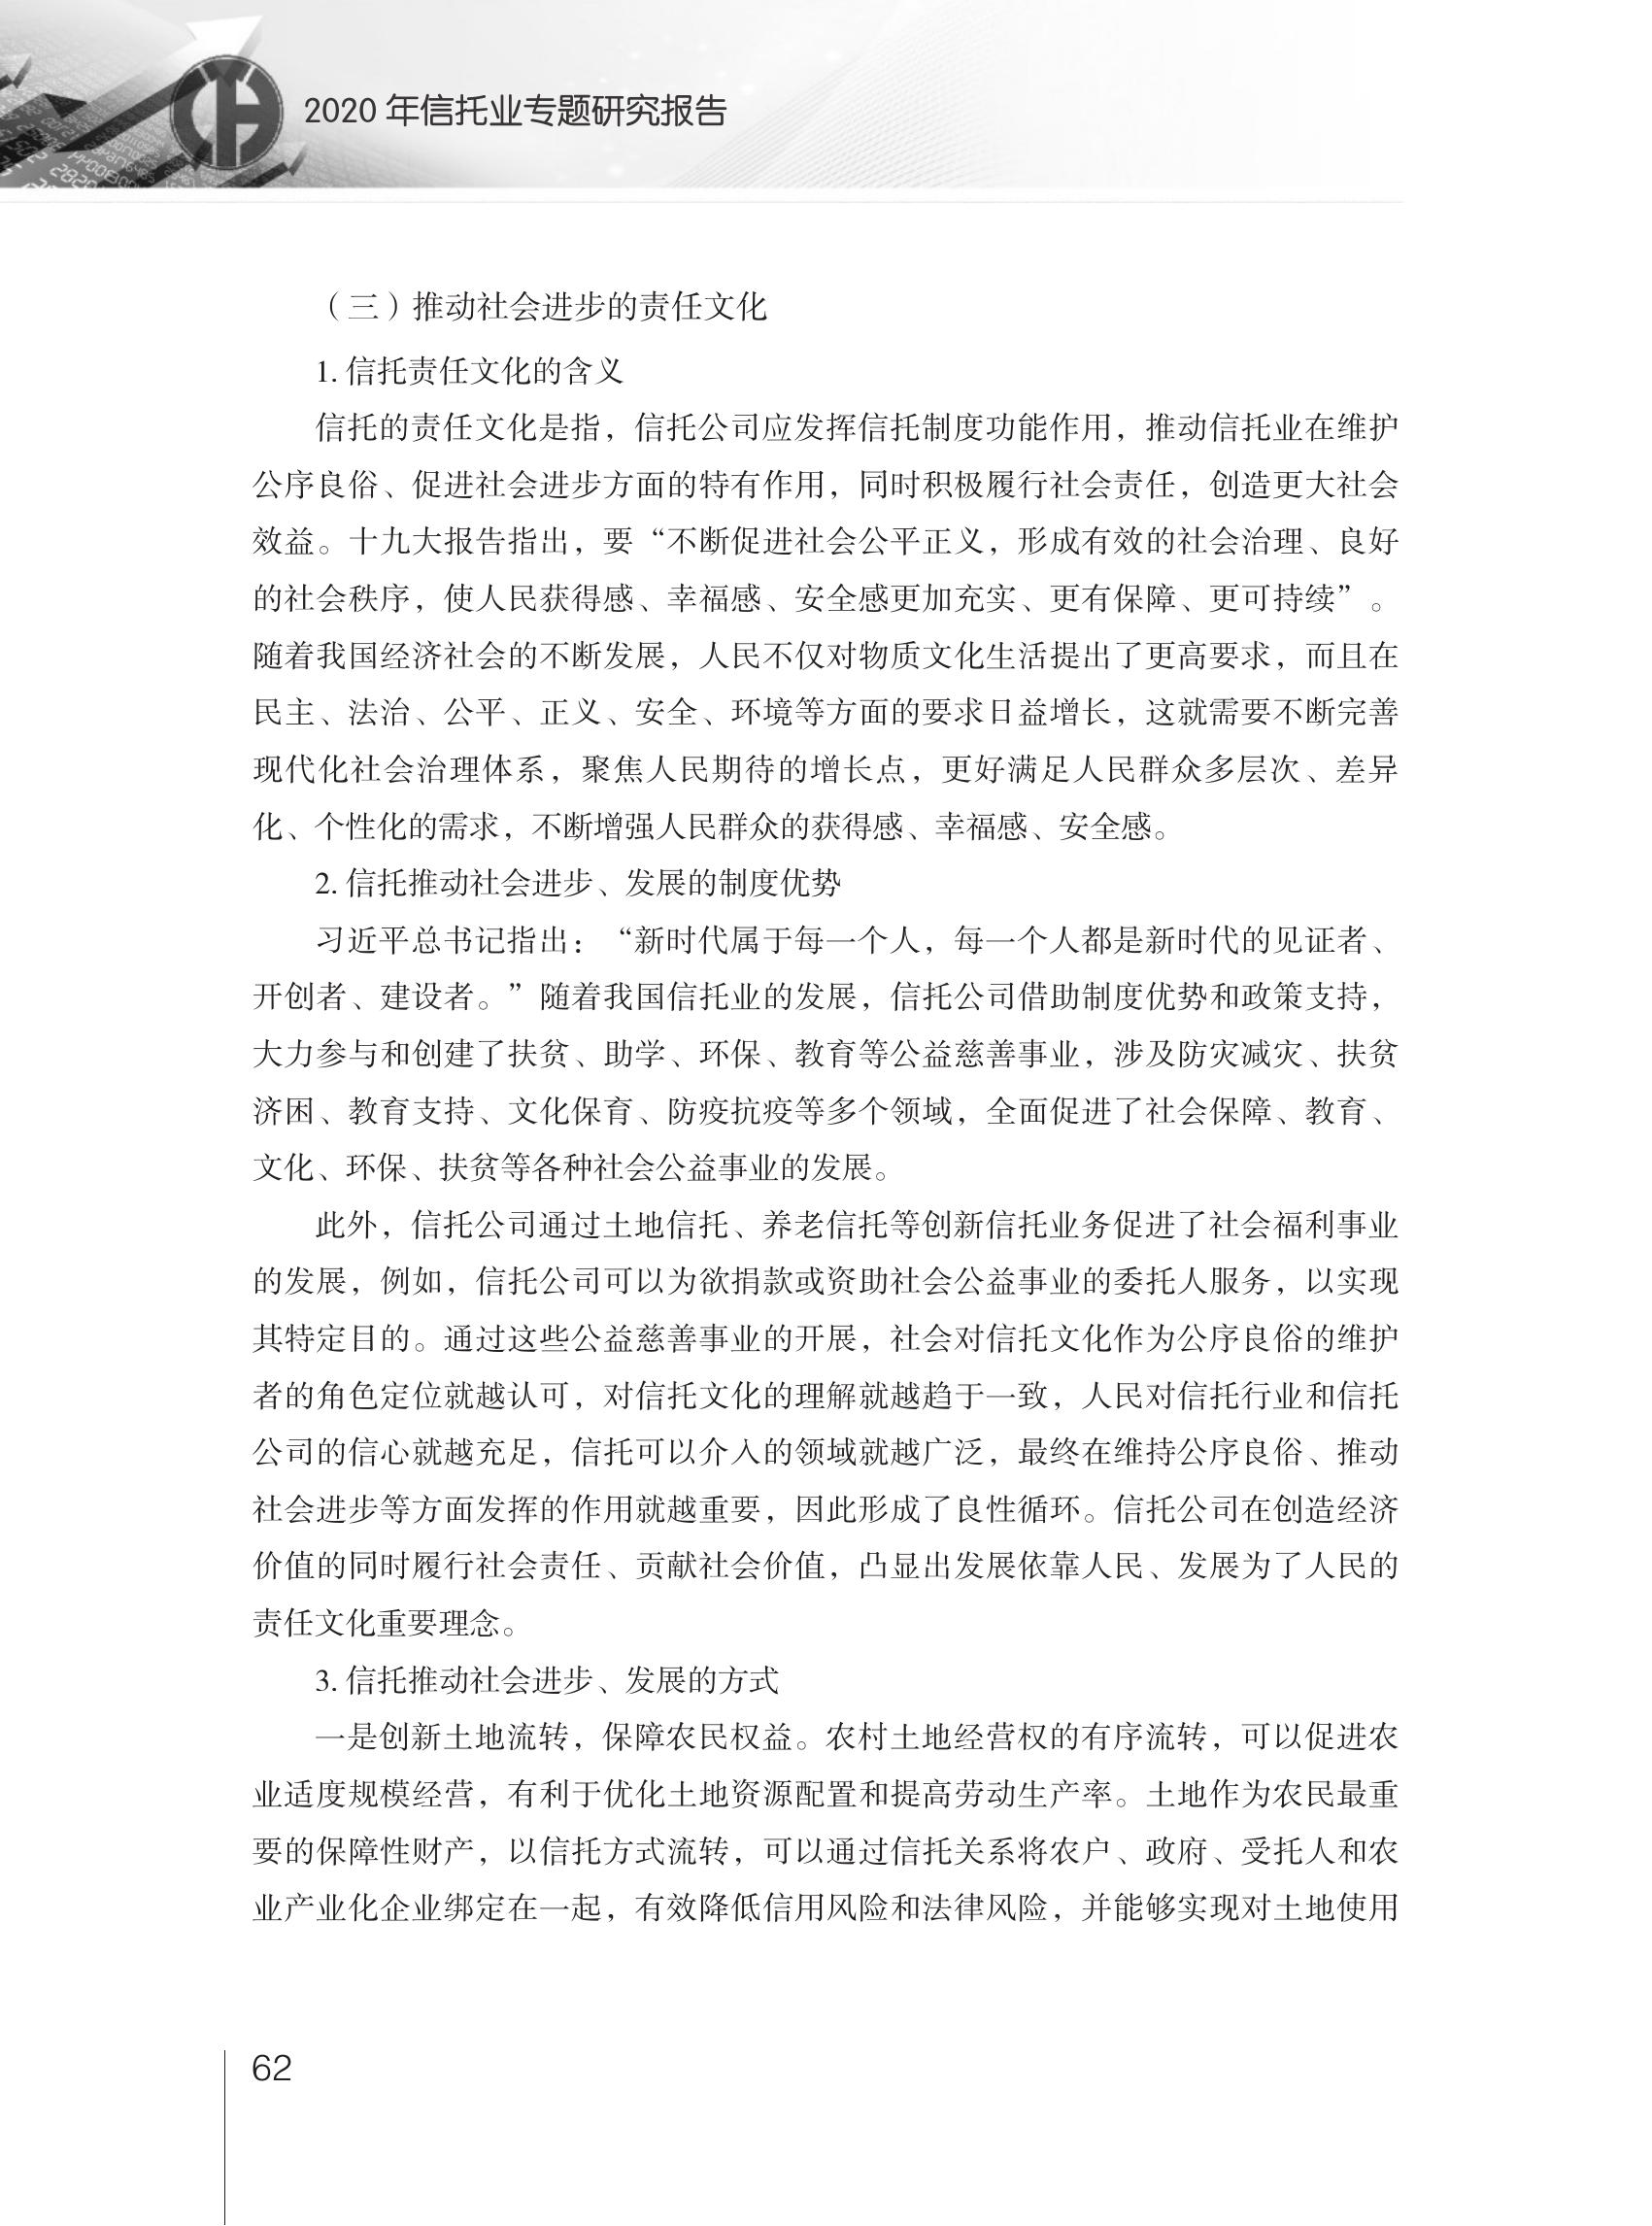 2020 年信托业专题研究报告
（三）推动社会进步的责任文化
1. 信托责任文化的含义
信托的责任文化是指，信托公司应发挥信托制度功能作用，推动信托业在维护
公序良俗、促进社会进步方面的特有作用，同时积极履行社会责任，创造更大社会
效益。十九大报告指出，要“不断促进社会公平正义，形成有效的社会治理、良好
的社会秩序，使人民获得感、幸福感、安全感更加充实、更有保障、更可持续”。
随着我国经济社会的不断发展，人民不仅对物质文化生活提出了更高要求，而且在
民主、法治、公平、正义、安全、环境等方面的要求日益增长，这就需要不断完善
现代化社会治理体系，聚焦人民期待的增长点，更好满足人民群众多层次、差异
化、个性化的需求，不断增强人民群众的获得感、幸福感、安全感。
2. 信托推动社会进步、发展的制度优势
习近平总书记指出：“新时代属于每一个人，每一个人都是新时代的见证者、
开创者、建设者。”随着我国信托业的发展，信托公司借助制度优势和政策支持，
大力参与和创建了扶贫、助学、环保、教育等公益慈善事业，涉及防灾减灾、扶贫
济困、教育支持、文化保育、防疫抗疫等多个领域，全面促进了社会保障、教育、
文化、环保、扶贫等各种社会公益事业的发展。
此外，信托公司通过土地信托、养老信托等创新信托业务促进了社会福利事业
的发展，例如，信托公司可以为欲捐款或资助社会公益事业的委托人服务，以实现
其特定目的。通过这些公益慈善事业的开展，社会对信托文化作为公序良俗的维护
者的角色定位就越认可，对信托文化的理解就越趋于一致，人民对信托行业和信托
公司的信心就越充足，信托可以介入的领域就越广泛，最终在维持公序良俗、推动
社会进步等方面发挥的作用就越重要，因此形成了良性循环。信托公司在创造经济
价值的同时履行社会责任、贡献社会价值，凸显出发展依靠人民、发展为了人民的
责任文化重要理念。
3. 信托推动社会进步、发展的方式
一是创新土地流转，保障农民权益。农村土地经营权的有序流转，可以促进农
业适度规模经营，有利于优化土地资源配置和提高劳动生产率。土地作为农民最重
要的保障性财产，以信托方式流转，可以通过信托关系将农户、政府、受托人和农
业产业化企业绑定在一起，有效降低信用风险和法律风险，并能够实现对土地使用
62